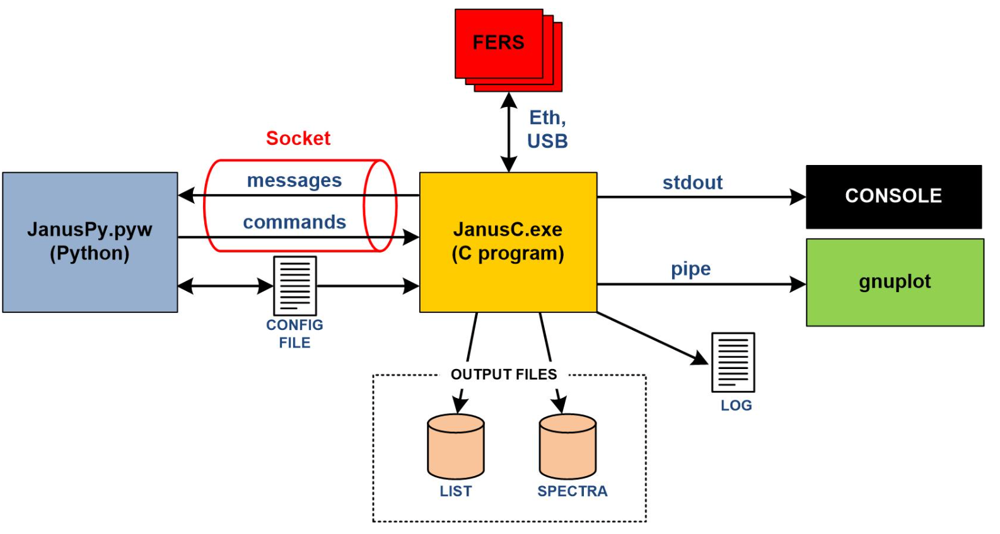 FERS
Eth,
USB
Socket
messages
commands
JanusPy.pyw
(Python)
JanusC.exe
(C program)
stdout
CONSOLE
pipe
gnuplot
CONFIG
FILE
OUTPUT FILES
LOG
LIST
SPECTRA